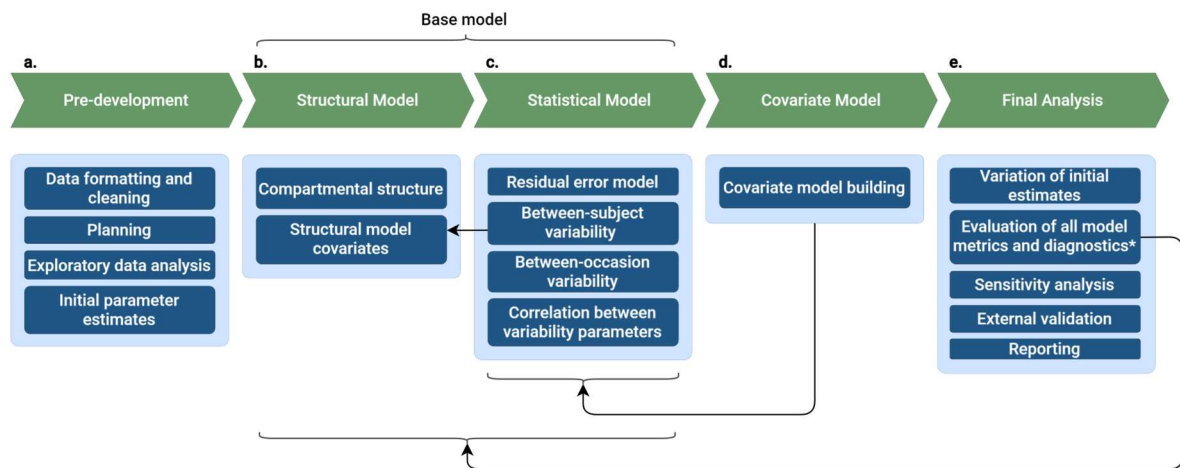 Base model
a.
b.
c.
d.
e.
Pre-development
Structural Model
Statistical Model
Covariate Model
Final Analysis
Data formatting and
cleaning
Planning
Exploratory data analysis
Initial parameter
estimates
Compartmental structure
Structural model
covariates
Residual error model
Between-subject
variability
Between-occasion
variability
Correlation between
variability parameters
Covariate model building
Variation of initial
estimates
Evaluation of all model
metrics and diagnostics*
Sensitivity analysis
External validation
Reporting